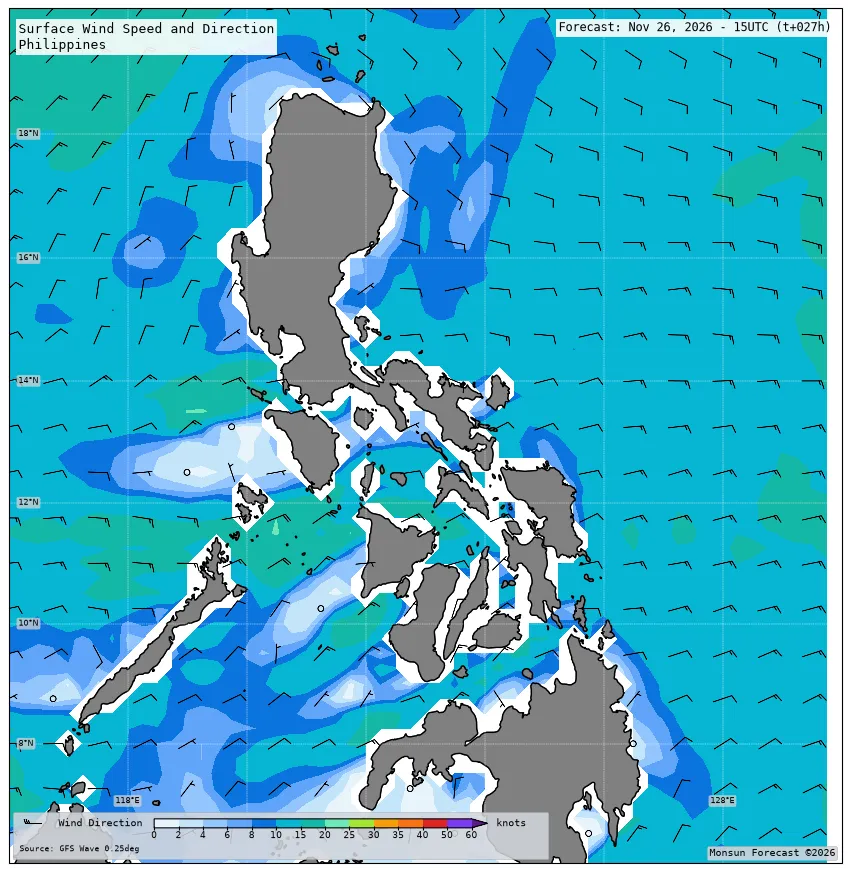 Surface Wind Speed and Direction
Philippines
Forecast: Nov 26, 2026 - 15UTC (t+027h)
18°N
16°N
14°N
12°N
10°N
8°N
118°E
128°E
Wind Direction
0 2 4 6 8 10 15 20 25 30 35 40 50 60
knots
Source: GFS Wave 0.25deg
Monsun Forecast ©2026